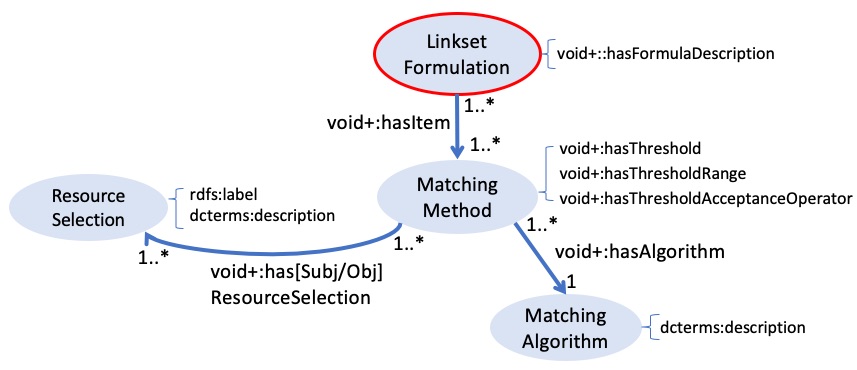 Linkset
Formulation
void+::hasFormulaDescription
1..*
void+:hasItem
1..*
Matching
Method
void+:hasThreshold
void+:hasThresholdRange
void+:hasThresholdAcceptanceOperator
Resource
Selection
rdfs:label
dcterms:description
1..*
1..*
1..*
void+:has[Subj/Obj]
ResourceSelection
void+:hasAlgorithm
1
Matching
Algorithm
dcterms:description